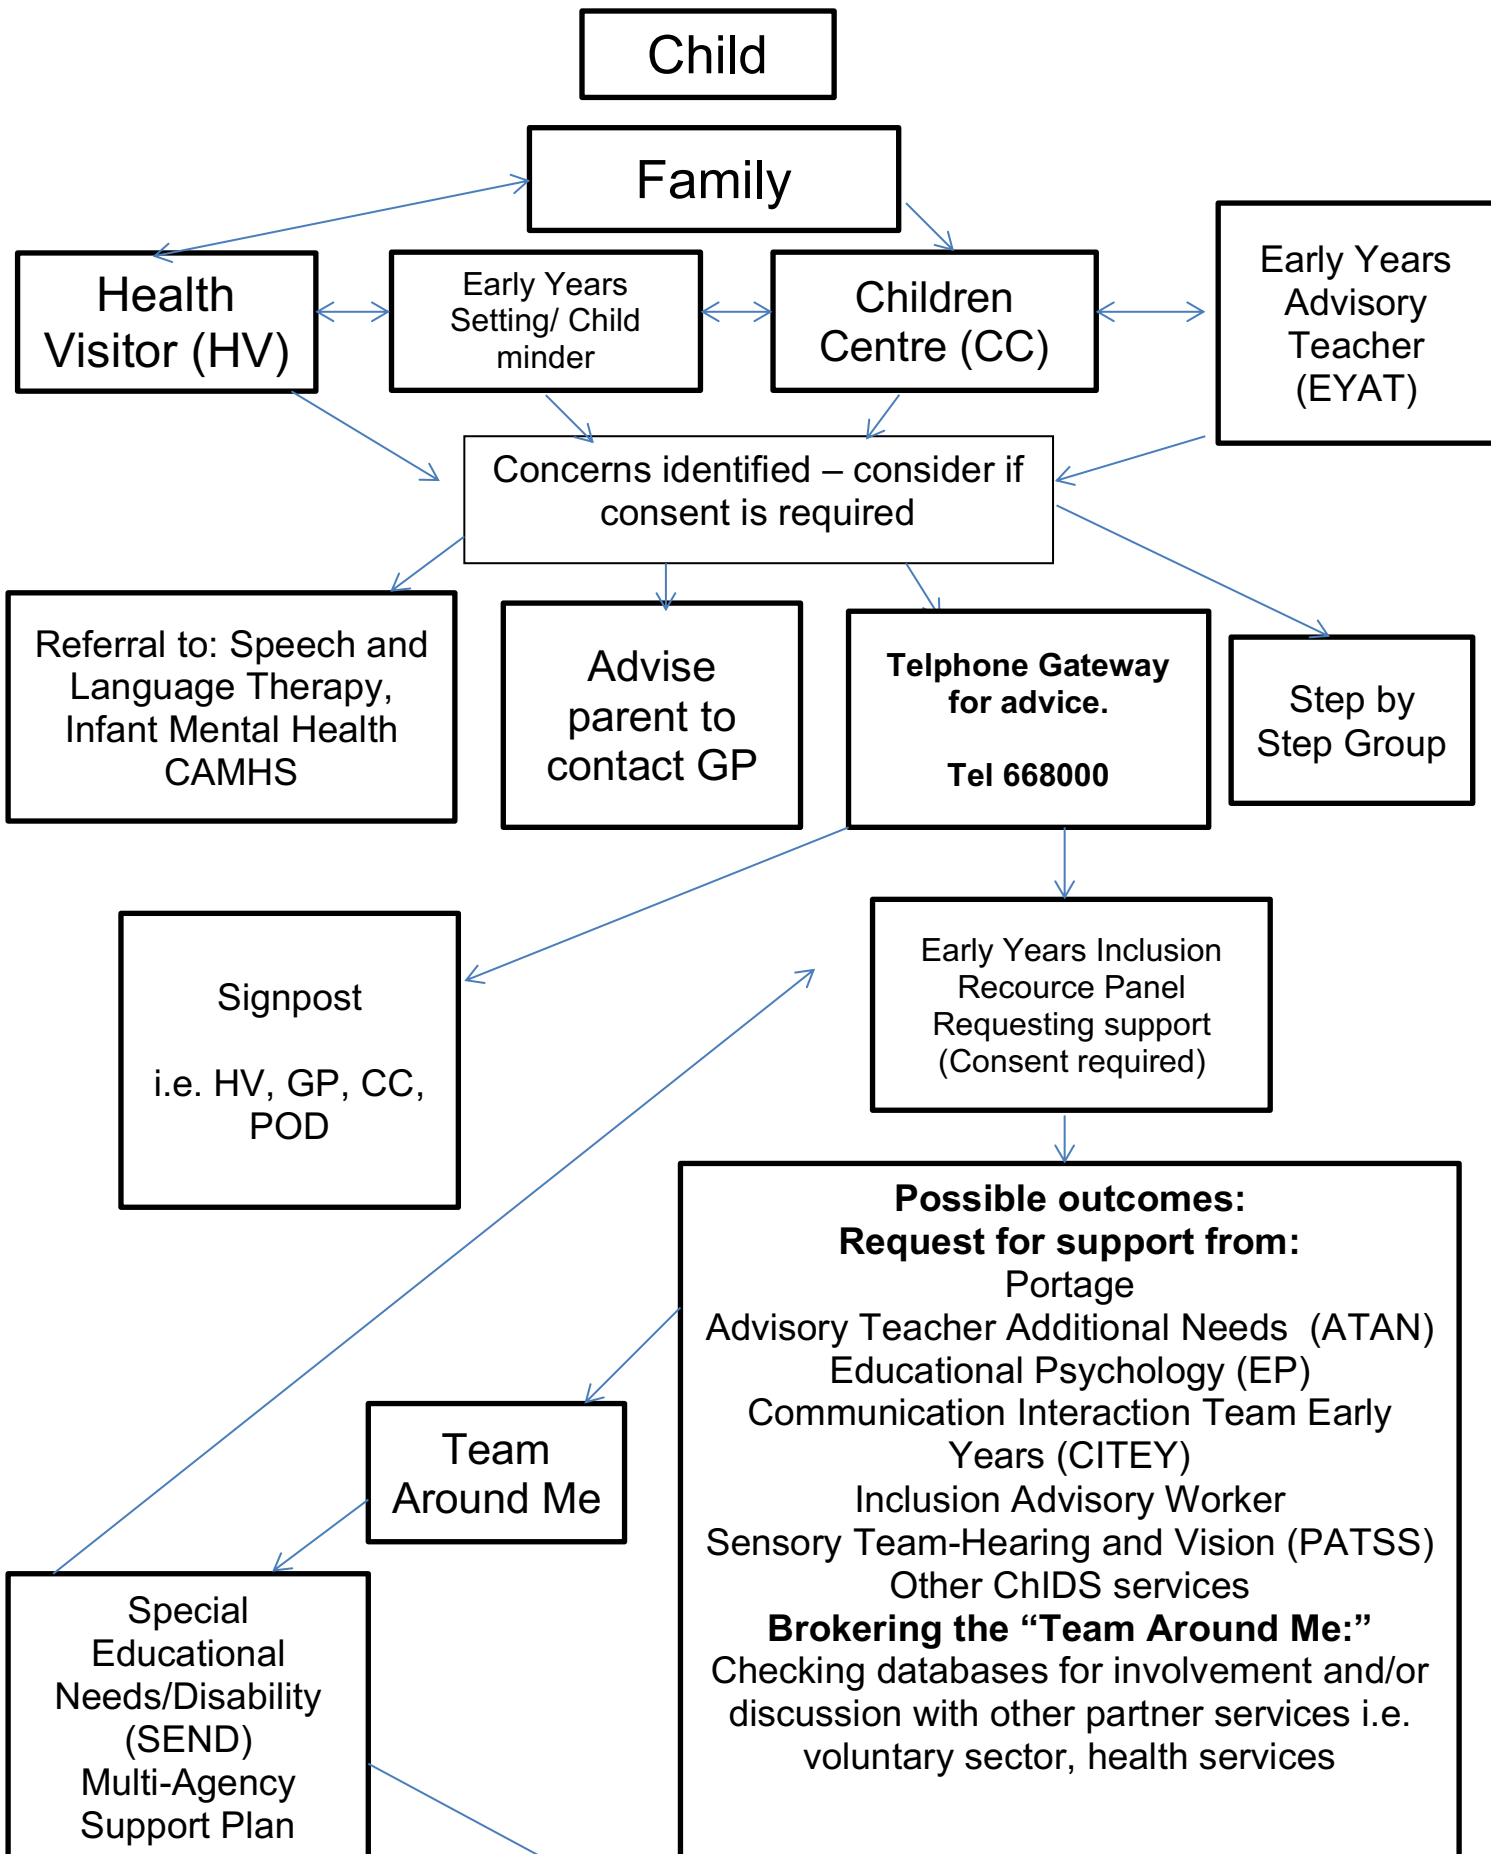 Child
Family
Health
Visitor (HV)
Early Years
Setting/ Child
minder
Children
Centre (CC)
Early Years
Advisory
Teacher
(EYAT)
Concerns identified – consider if
consent is required
Referral to: Speech and
Language Therapy,
Infant Mental Health
CAMHS
Advise
parent to
contact GP
Telphone Gateway
for advice.
Tel 668000
Step by
Step Group
Signpost
i.e. HV, GP, CC,
POD
Early Years Inclusion
Recource Panel
Requesting support
(Consent required)
Possible outcomes:
Request for support from:
Portage
Advisory Teacher Additional Needs  (ATAN)
Educational Psychology (EP)
Communication Interaction Team Early
Years (CITEY)
Inclusion Advisory Worker
Sensory Team-Hearing and Vision (PATSS)
Other ChIDS services
Brokering the “Team Around Me:”
Checking databases for involvement and/or
discussion with other partner services i.e.
voluntary sector, health services
Team
Around Me
Special
Educational
Needs/Disability
(SEND)
Multi-Agency
Support Plan